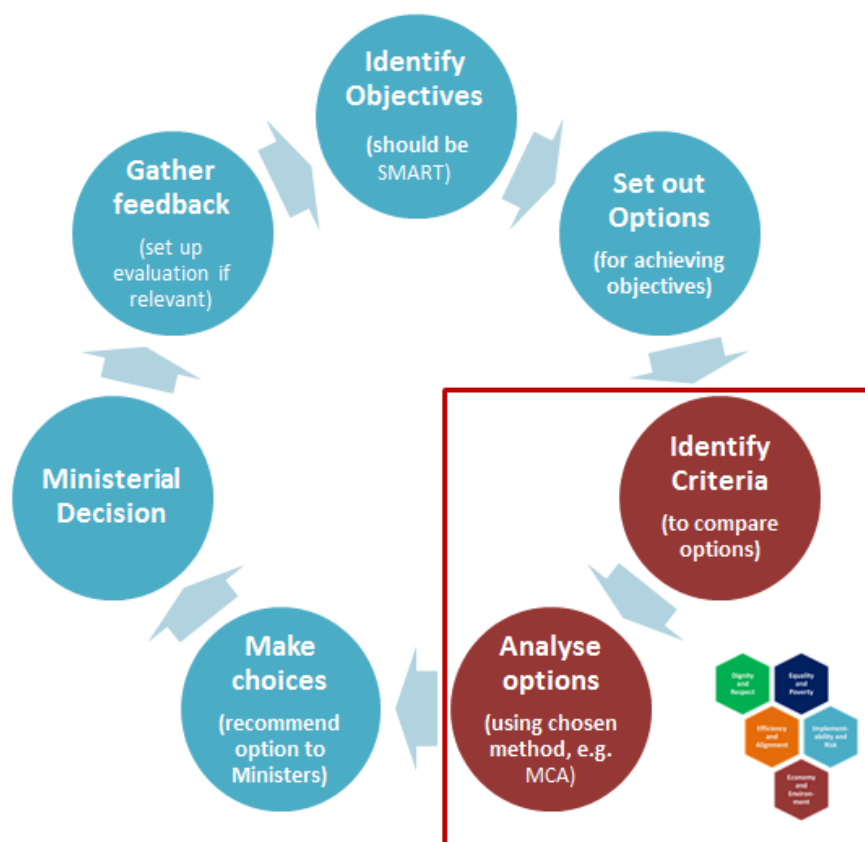 Identify
Objectives
(should be
SMART)
Set out
Options
(for achieving
objectives)
Identify
Criteria
(to compare
options)
Analyse
options
(using chosen
method, e.g.
MCA)
Make
choices
(recommend
option to
Ministers)
Ministerial
Decision
Gather
feedback
(set up
evaluation if
relevant)
Dignity
and
Respect
Equality
and
Poverty
Efficiency
and
Alignment
Implement-
ability and
Risk
Economy
and
Environ-
ment